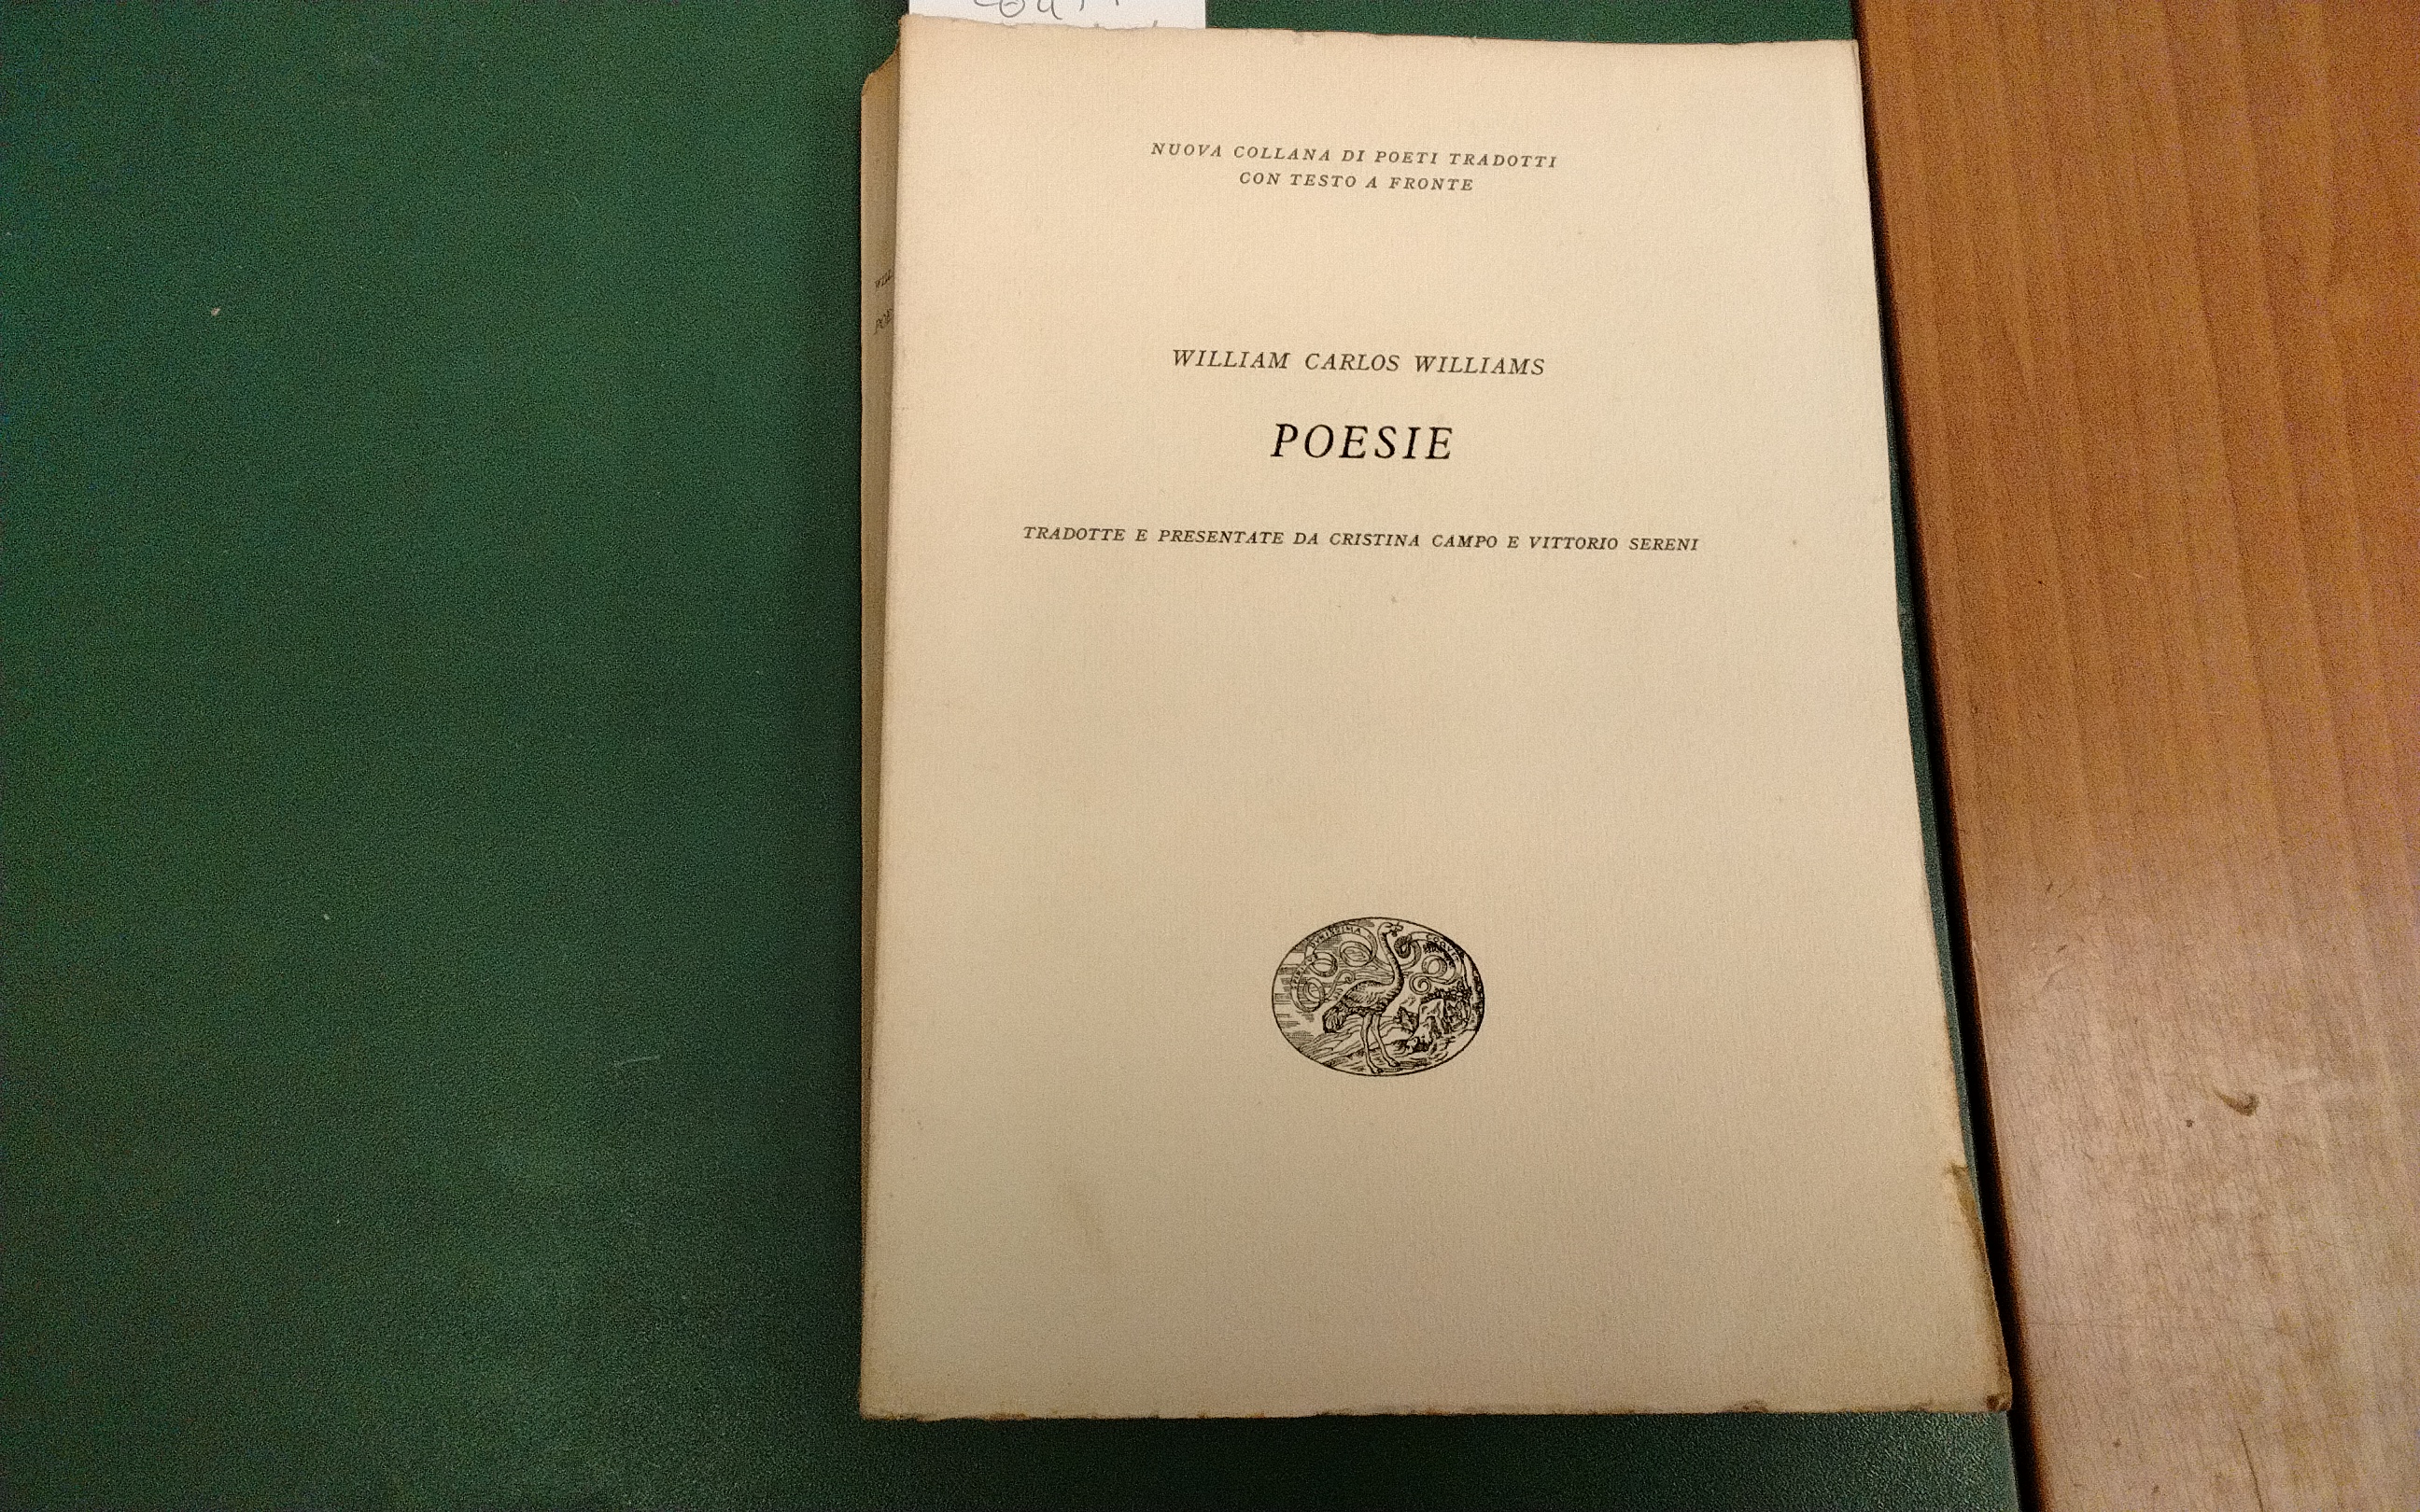 NUOVA COLLANA DI POETI TRADOTTI
CON TESTO A FRONTE
WILLIAM CARLOS WILLIAMS
POESIE
TRADOTTE E PRESENTATE DA CRISTINA CAMPO E VITTORIO SERENI